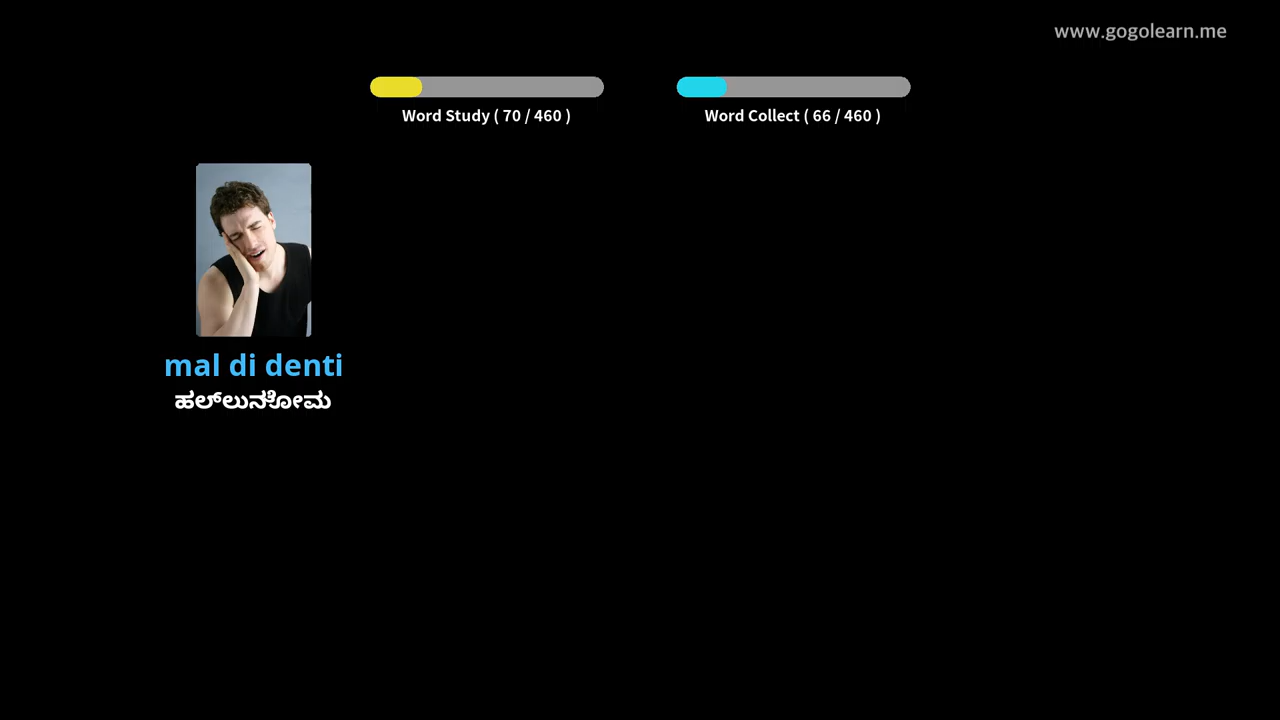 www.gogolearn.me
Word Study ( 70 / 460 )
Word Collect ( 66 / 460 )
mal di denti
ಹಲ್ಲುನೋವು